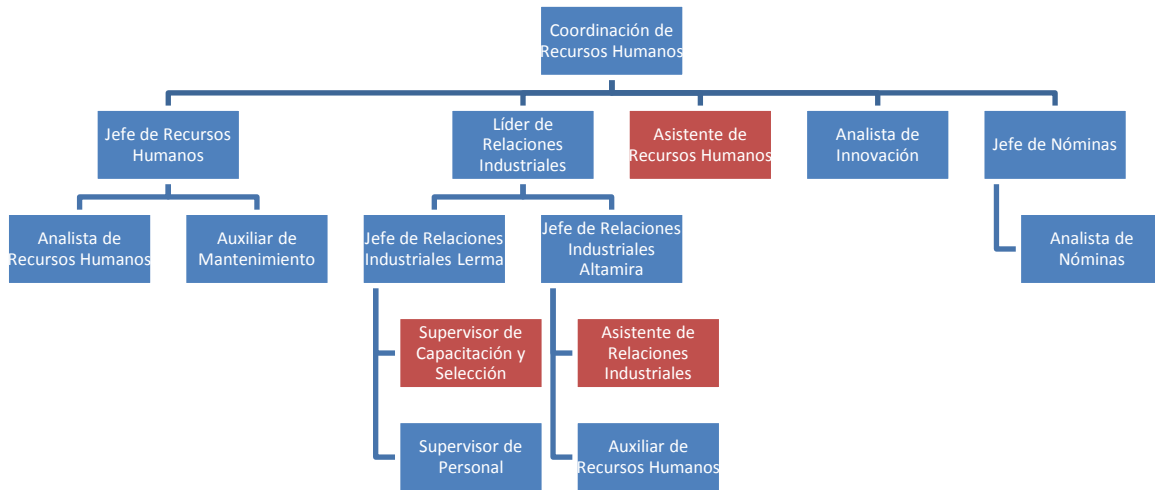 Coordinación de
Recursos Humanos
Jefe de Recursos
Humanos
Líder de
Relaciones
Industriales
Asistente de
Recursos Humanos
Analista de
Innovación
Jefe de Nóminas
Analista de
Recursos Humanos
Auxiliar de
Mantenimiento
Jefe de Relaciones
Industriales Lerma
Jefe de Relaciones
Industriales
Altamira
Analista de
Nóminas
Supervisor de
Capacitación y
Selección
Asistente de
Relaciones
Industriales
Supervisor de
Personal
Auxiliar de
Recursos Humanos